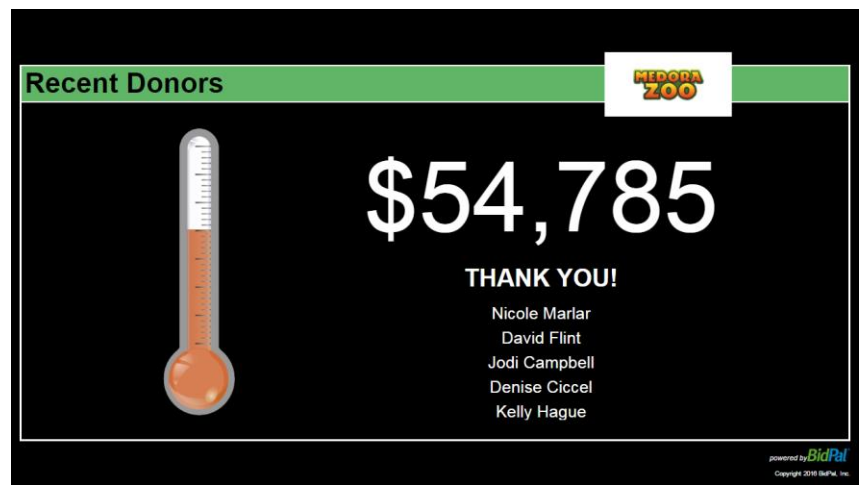 Recent Donors
MEDORA
ZOO
$54,785
THANK YOU!
Nicole Marlar
David Flint
Jodi Campbell
Denise Ciccel
Kelly Hague
powered by BidPal
Copyright 2016 BidPal, Inc.